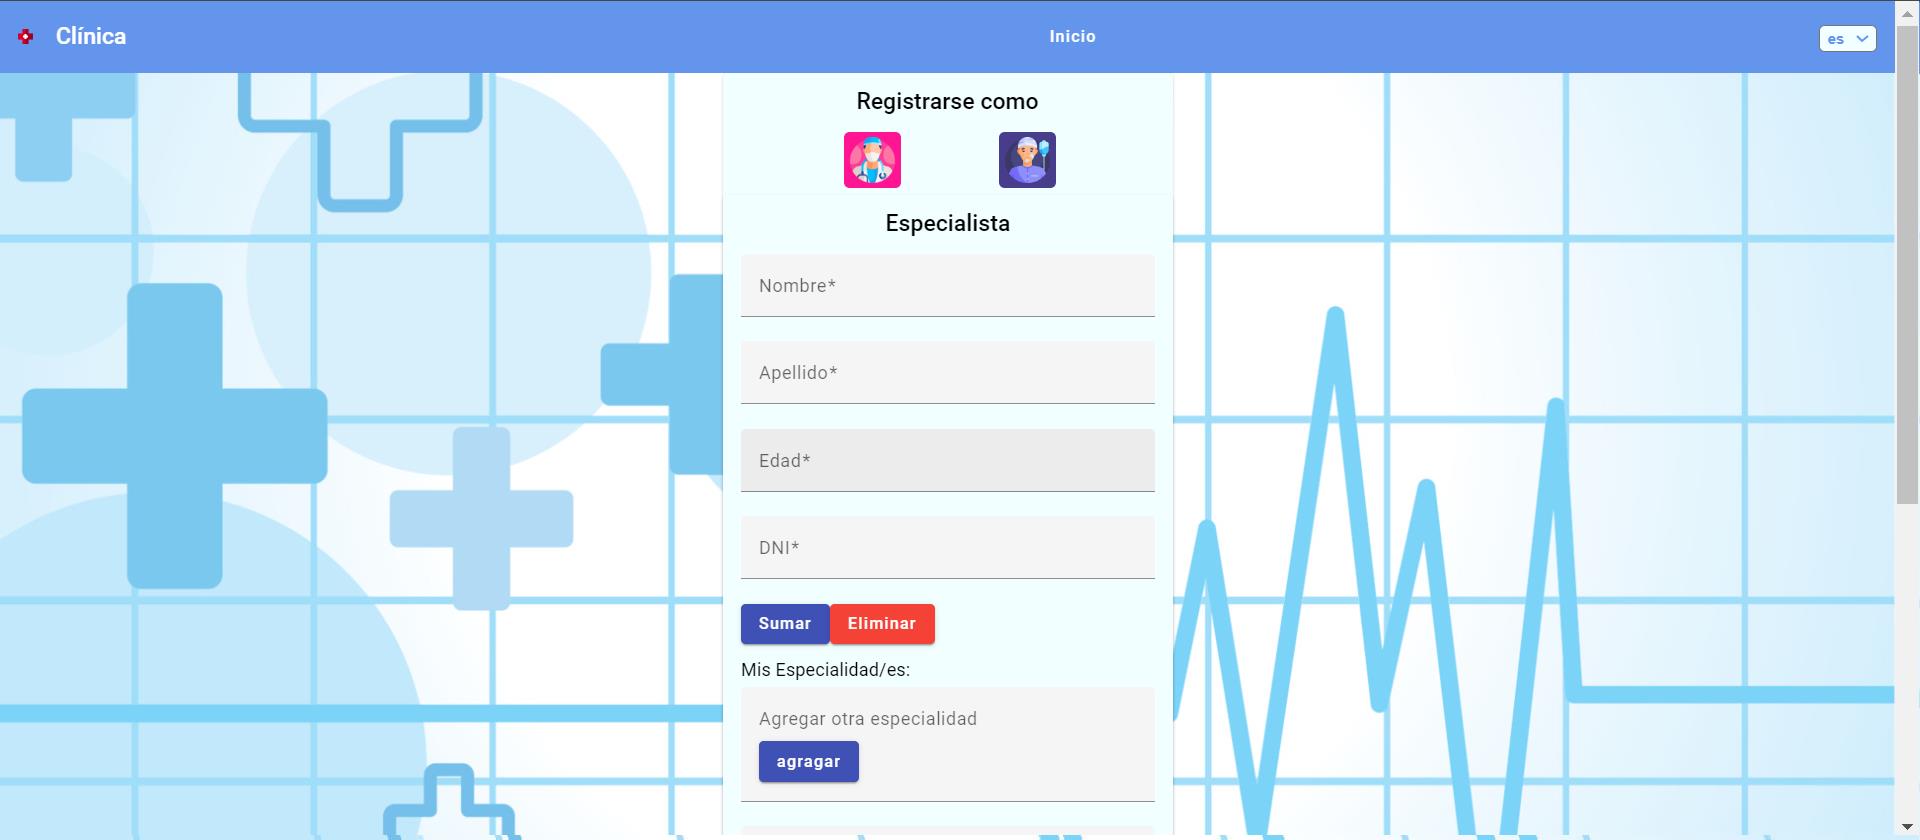 Clínica
Inicio
es
Registrarse como
Especialista
Nombre*
Apellido*
Edad*
DNI*
Sumar Eliminar
Mis Especialidad/es:
Agregar otra especialidad
agragar